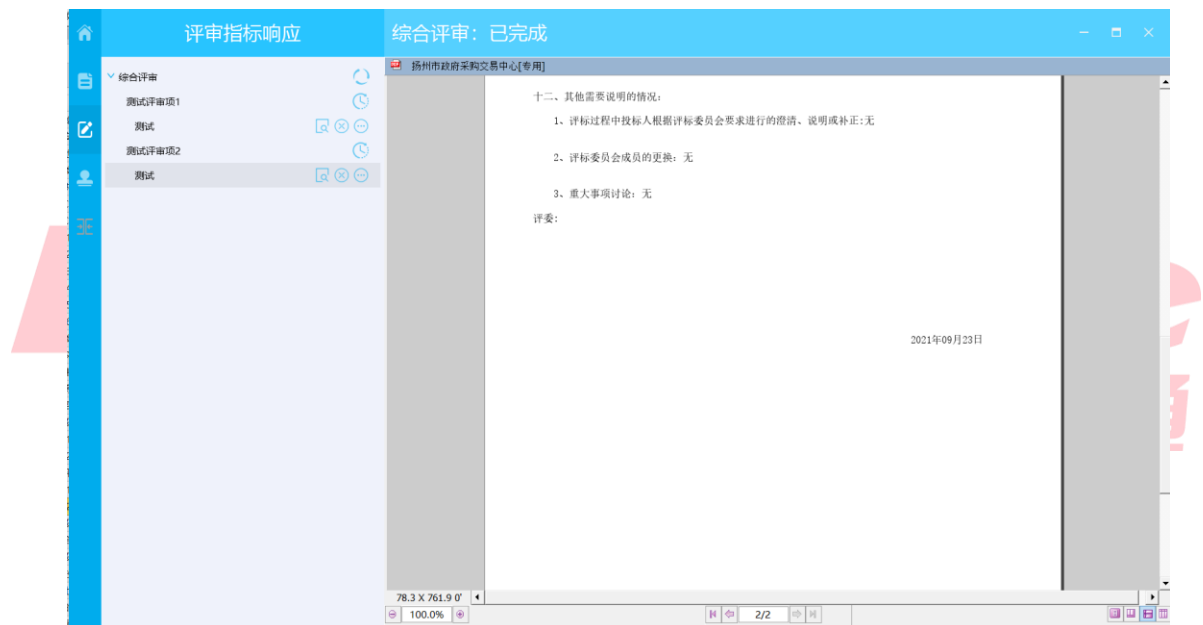 评审指标响应
综合评审：已完成
扬州市政府采购交易中心[专用]
综合评审
测试评审项1
测试
测试评审项2
测试
十二、其他需要说明的情况：
1、评标过程中投标人根据评标委员会要求进行的澄清、说明或补正:无
2、评标委员会成员的更换：无
3、重大事项讨论：无
评委:
2021年09月23日
通
78.3 X 761.9 0'
100.0%
2/2